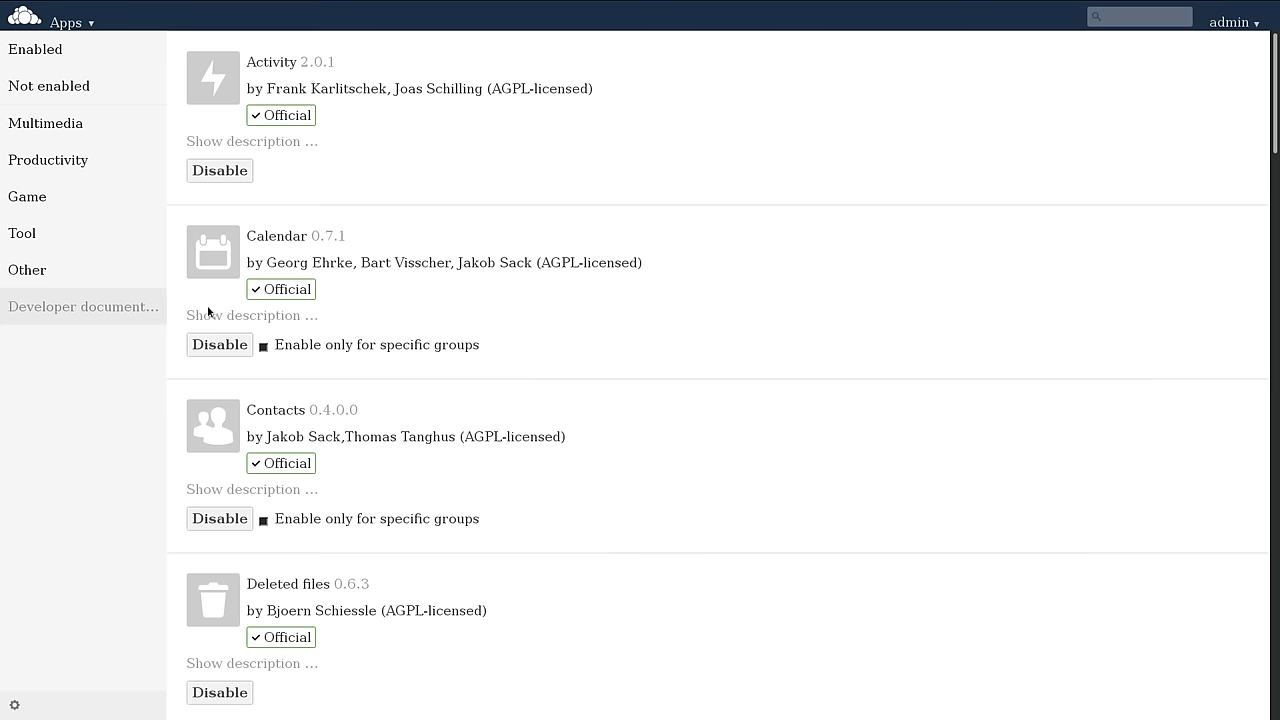 Apps ▾
admin ▾
Enabled
Not enabled
Multimedia
Productivity
Game
Tool
Other
Developer document...
Activity 2.0.1
by Frank Karlitschek, Joas Schilling (AGPL-licensed)
✔ Official
Show description …
Disable
Calendar 0.7.1
by Georg Ehrke, Bart Visscher, Jakob Sack (AGPL-licensed)
✔ Official
Show description …
Disable Enable only for specific groups
Contacts 0.4.0.0
by Jakob Sack,Thomas Tanghus (AGPL-licensed)
✔ Official
Show description …
Disable Enable only for specific groups
Deleted files 0.6.3
by Bjoern Schiessle (AGPL-licensed)
✔ Official
Show description …
Disable